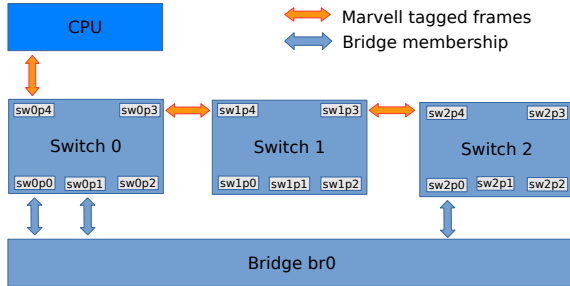 CPU
Marvell tagged frames
Bridge membership
sw0p4 sw0p3
Switch 0
sw0p0 sw0p1 sw0p2
sw1p4 sw1p3
Switch 1
sw1p0 sw1p1 sw1p2
sw2p4 sw2p3
Switch 2
sw2p0 sw2p1 sw2p2
Bridge br0